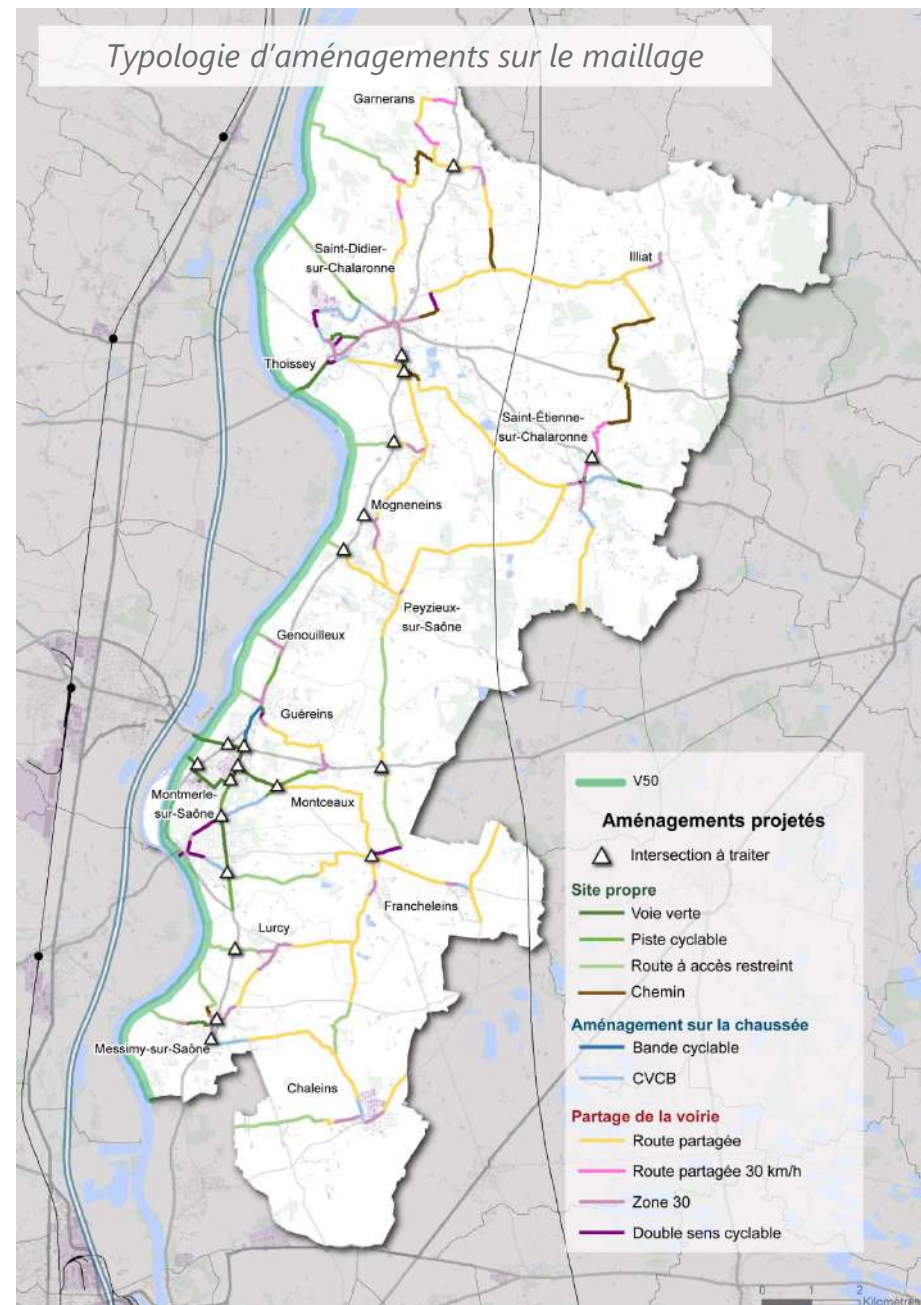 Typologie d'aménagements sur le maillage
Garnerans
Saint-Didier-
sur-Chalaronne
Illiat
Thoissey
Saint-Étienne-
sur-Chalaronne
Mogneneins
Peyzieux-
sur-Saône
Genouilleux
Guéreins
Montmerle-
sur-Saône
Montceaux
Francheleins
Lurcy
Messimy-sur-Saône
Chaleins
V50
Aménagements projetés
Intersection à traiter
Site propre
Voie verte
Piste cyclable
Route à accès restreint
Chemin
Aménagement sur la chaussée
Bande cyclable
CVCB
Partage de la voirie
Route partagée
Route partagée 30 km/h
Zone 30
Double sens cyclable
0 1 2
Kilomètres